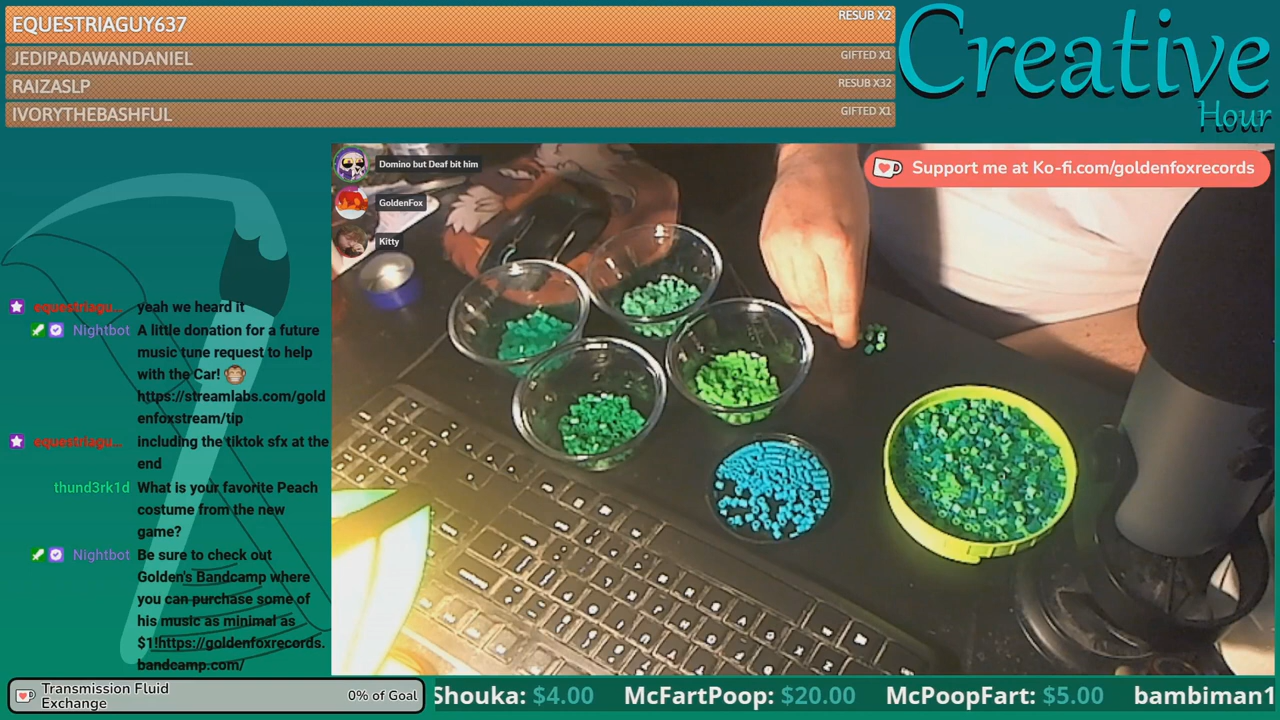 EQUESTRIAGUY637
RESUB X2
JEDIPADAWANDANIEL
GIFTED X1
RAIZASLP
RESUB X32
IVORYTHEBASHFUL
GIFTED X1
Creative
Hour
Domino but Deaf bit him
GoldenFox
Kitty
Support me at Ko-fi.com/goldenfoxrecords
equestriagu... yeah we heard it
Nightbot A little donation for a future
music tune request to help
with the Car!
https://streamlabs.com/gold
enfoxstream/tip
equestriagu... including the tiktok sfx at the
end
thund3rk1d What is your favorite Peach
costume from the new
game?
Nightbot Be sure to check out
Golden's Bandcamp where
you can purchase some of
his music as minimal as
$1!https://goldenfoxrecords.
bandcamp.com/
Transmission Fluid
Exchange
0% of Goal
Shouka: $4.00 McFartPoop: $20.00 McPoopFart: $5.00 bambiman1